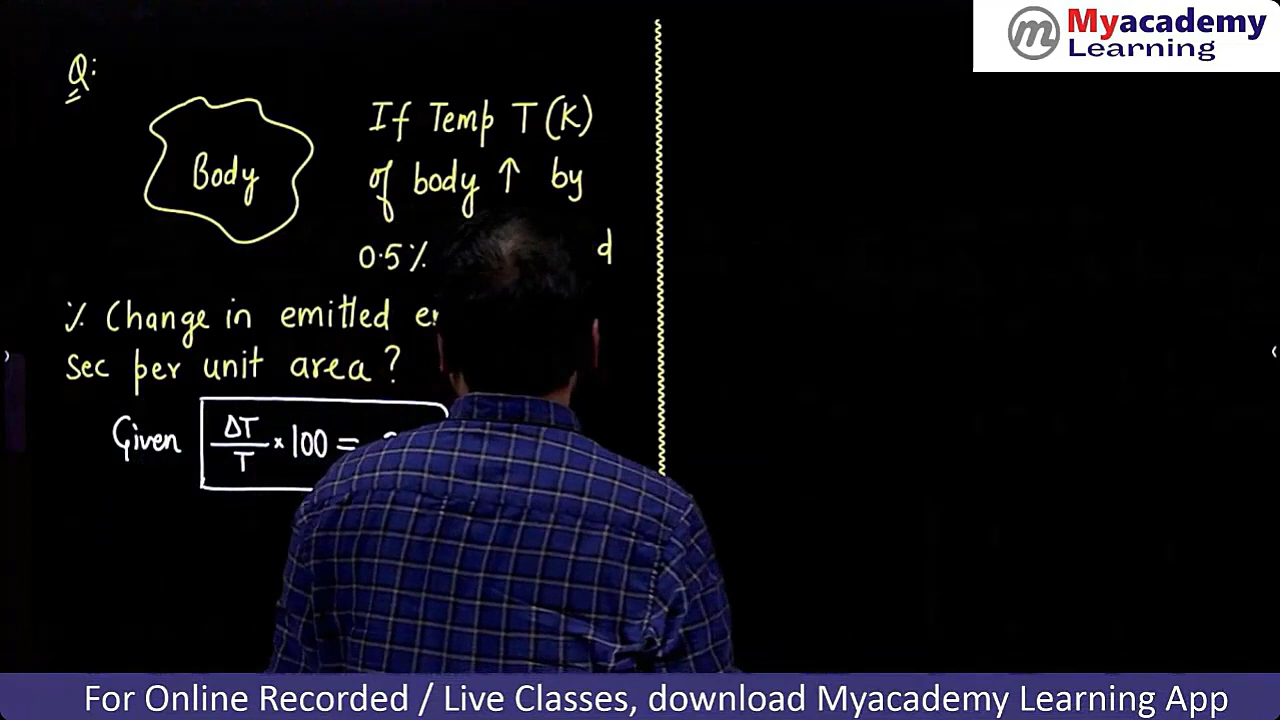 Myacademy
Learning
Q:
Body
If Temp T (K)
of body ↑ by
0.5%
% Change in emitted
sec per unit area?
Given ΔT/T × 100 =
For Online Recorded / Live Classes, download Myacademy Learning App